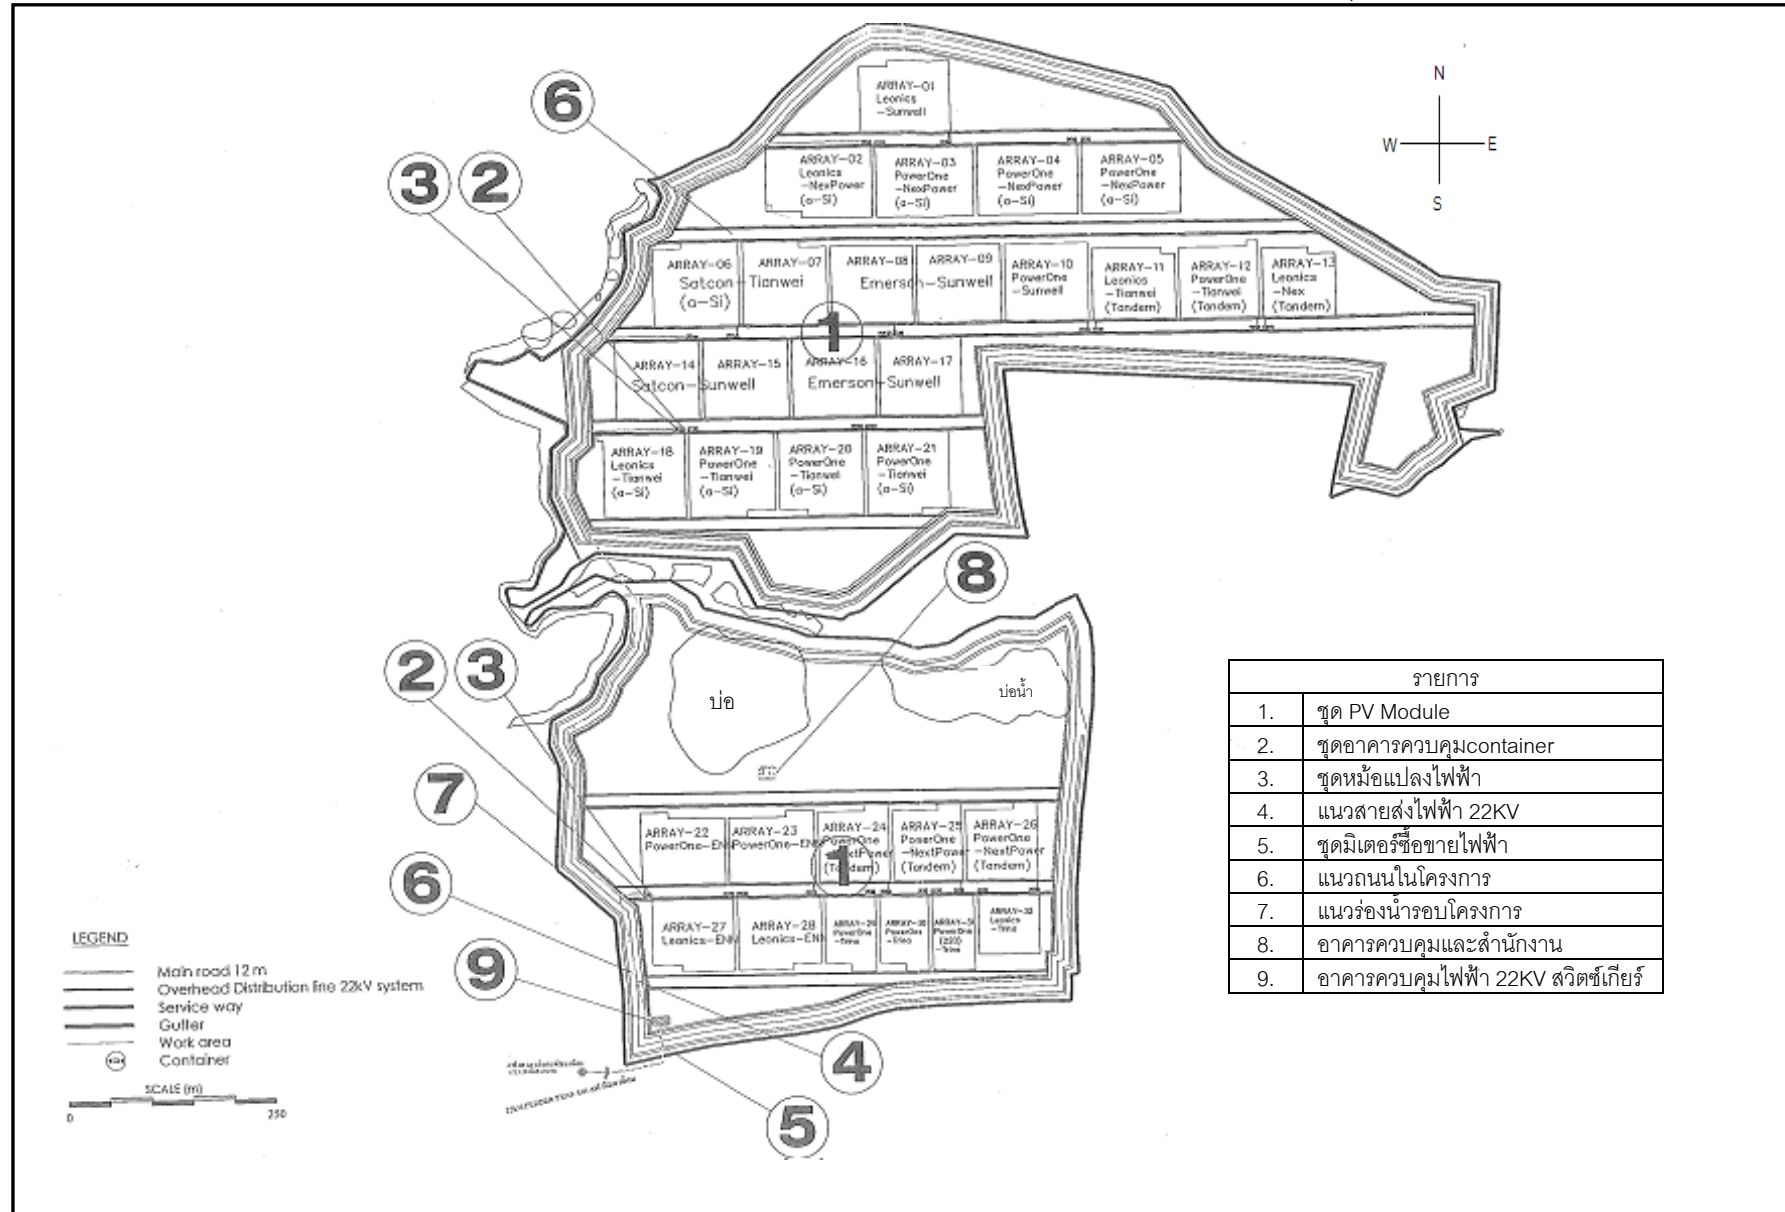 N
W E
S
6
3 2
ARRAY-01
Leonics
-Sunwell
ARRAY-02
Leonics
-NexPower
(a-Si)
ARRAY-03
PowerOne
-NexPower
(a-Si)
ARRAY-04
PowerOne
-NexPower
(a-Si)
ARRAY-05
PowerOne
-NexPower
(a-Si)
ARRAY-06 ARRAY-07
Satcon-Tianwei
(a-Si)
ARRAY-08 ARRAY-09
Emerson-Sunwell
ARRAY-10
PowerOne
-Sunwell
ARRAY-11
Leonics
-Tianwei
(Tandem)
ARRAY-12
PowerOne
-Tianwei
(Tandem)
ARRAY-13
Leonics
-Nex
(Tandem)
1
ARRAY-14 ARRAY-15
Satcon-Sunwell
ARRAY-16 ARRAY-17
Emerson-Sunwell
ARRAY-18
Leonics
-Tianwei
(a-Si)
ARRAY-19
PowerOne
-Tianwei
(a-Si)
ARRAY-20
PowerOne
-Tianwei
(a-Si)
ARRAY-21
PowerOne
-Tianwei
(a-Si)
8
2 3
บ่อ
บ่อน้ำ
7
6
9
ARRAY-22
PowerOne-ENN
ARRAY-23
PowerOne-ENN
ARRAY-24
PowerOne
-NextPower
(Tandem)
ARRAY-25
PowerOne
-NextPower
(Tandem)
ARRAY-26
PowerOne
-NextPower
(Tandem)
1
ARRAY-27
Leonics-ENN
ARRAY-28
Leonics-ENN
ARRAY-29
PowerOne
-Trina
ARRAY-30
PowerOne
-Trina
ARRAY-31
PowerOne
-Trina
ARRAY-32
Leonics
-Trina
4
5
รายการ
1. ชุด PV Module
2. ชุดอาคารควบคุมcontainer
3. ชุดหม้อแปลงไฟฟ้า
4. แนวสายส่งไฟฟ้า 22KV
5. ชุดมิเตอร์ซื้อขายไฟฟ้า
6. แนวถนนในโครงการ
7. แนวร่องน้ำรอบโครงการ
8. อาคารควบคุมและสำนักงาน
9. อาคารควบคุมไฟฟ้า 22KV สวิตซ์เกียร์
LEGEND
Main road 12 m
Overhead Distribution line 22kV system
Service way
Gutter
Work area
Container
SCALE (m)
0 250